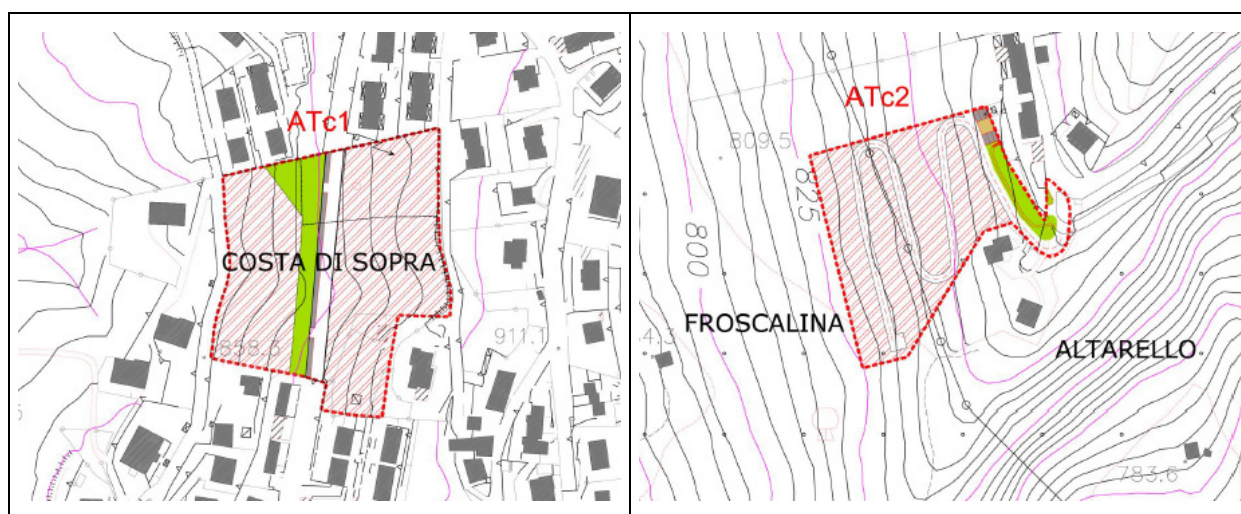 ATc1
COSTA DI SOPRA
911.1
ATc2
809.5
825
800
FROSCALINA
ALTARELLO
783.6